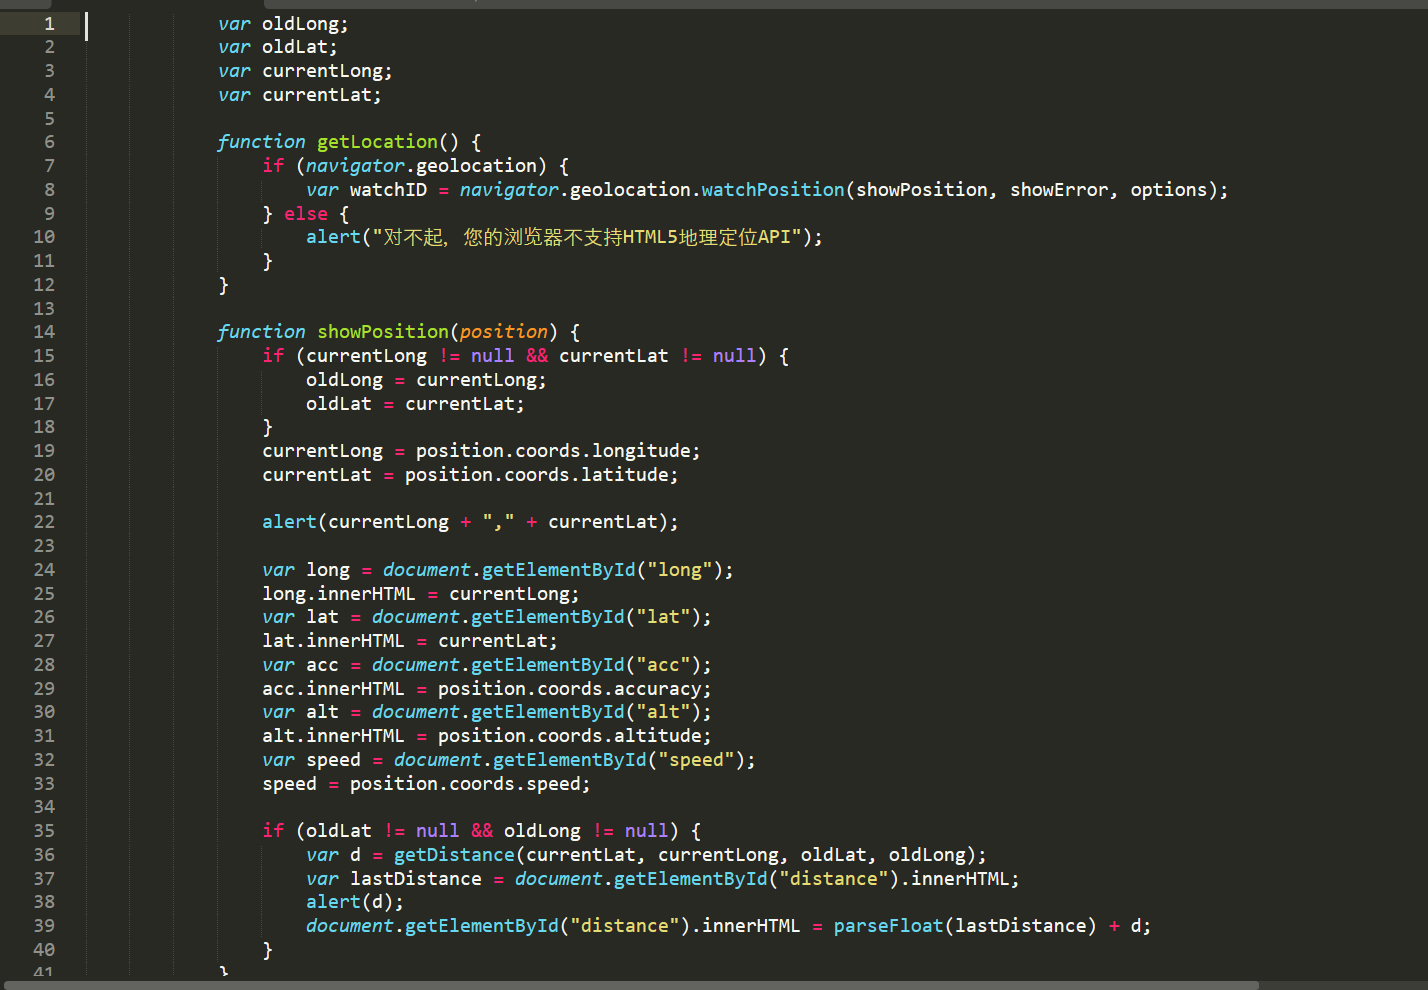 1 var oldLong;
2 var oldLat;
3 var currentLong;
4 var currentLat;
5
6 function getLocation() {
7 if (navigator.geolocation) {
8 var watchID = navigator.geolocation.watchPosition(showPosition, showError, options);
9 } else {
10 alert("对不起，您的浏览器不支持HTML5地理定位API");
11 }
12 }
13
14 function showPosition(position) {
15 if (currentLong != null && currentLat != null) {
16 oldLong = currentLong;
17 oldLat = currentLat;
18 }
19 currentLong = position.coords.longitude;
20 currentLat = position.coords.latitude;
21
22 alert(currentLong + "," + currentLat);
23
24 var long = document.getElementById("long");
25 long.innerHTML = currentLong;
26 var lat = document.getElementById("lat");
27 lat.innerHTML = currentLat;
28 var acc = document.getElementById("acc");
29 acc.innerHTML = position.coords.accuracy;
30 var alt = document.getElementById("alt");
31 alt.innerHTML = position.coords.altitude;
32 var speed = document.getElementById("speed");
33 speed = position.coords.speed;
34
35 if (oldLat != null && oldLong != null) {
36 var d = getDistance(currentLat, currentLong, oldLat, oldLong);
37 var lastDistance = document.getElementById("distance").innerHTML;
38 alert(d);
39 document.getElementById("distance").innerHTML = parseFloat(lastDistance) + d;
40 }
41 }